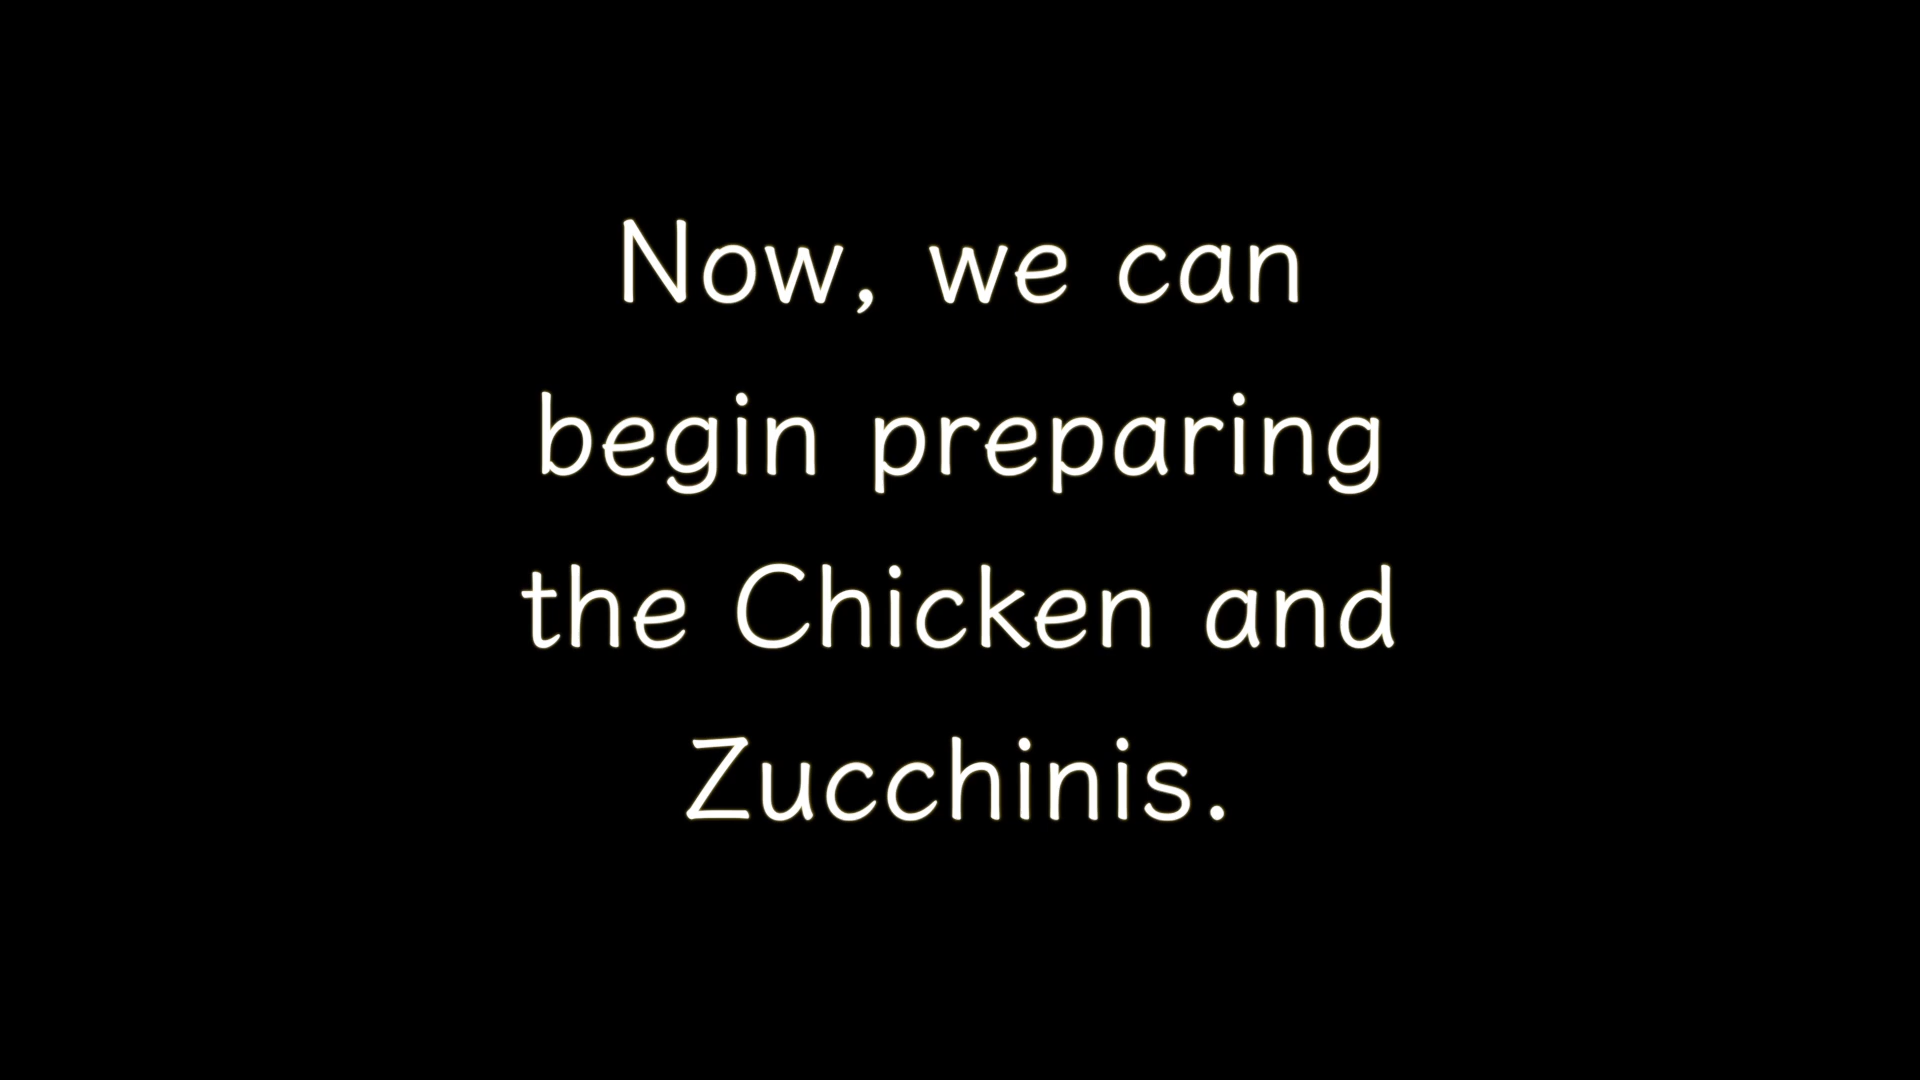 Now, we can
begin preparing
the Chicken and
Zucchinis.